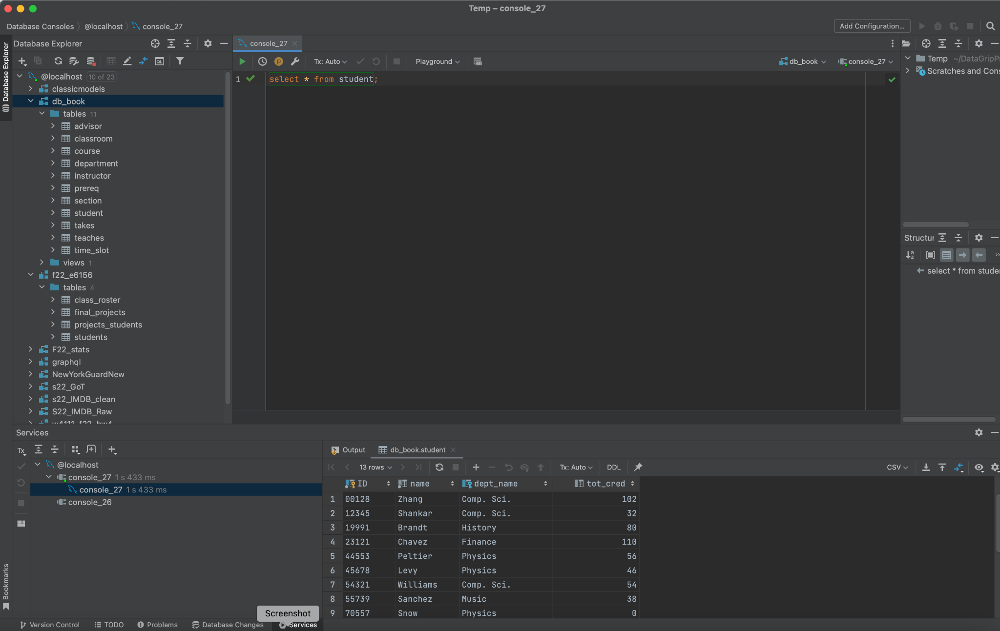 Temp – console_27
Database Consoles @localhost console_27
Add Configuration...
Database Explorer
Database Explorer
console_27
Tx: Auto
Playground
db_book
console_27
@localhost 10 of 23
classicmodels
db_book
tables 11
advisor
classroom
course
department
instructor
prereq
section
student
takes
teaches
time_slot
views 1
f22_e6156
tables 4
class_roster
final_projects
projects_students
students
F22_stats
graphql
NewYorkGuardNew
s22_GoT
s22_IMDB_clean
S22_IMDB_Raw
1
select * from student;
Temp ~/DataGripPr
Scratches and Con
Structur
select * from stude
Services
Tx
@localhost
console_27 1 s 433 ms
console_27 1 s 433 ms
console_26
Output
db_book.student
13 rows
Tx: Auto
DDL
CSV
ID name dept_name tot_cred
1 00128 Zhang Comp. Sci. 102
2 12345 Shankar Comp. Sci. 32
3 19991 Brandt History 80
4 23121 Chavez Finance 110
5 44553 Peltier Physics 56
6 45678 Levy Physics 46
7 54321 Williams Comp. Sci. 54
8 55739 Sanchez Music 38
9 70557 Snow Physics 0
Bookmarks
Screenshot
Version Control
TODO
Problems
Database Changes
Services